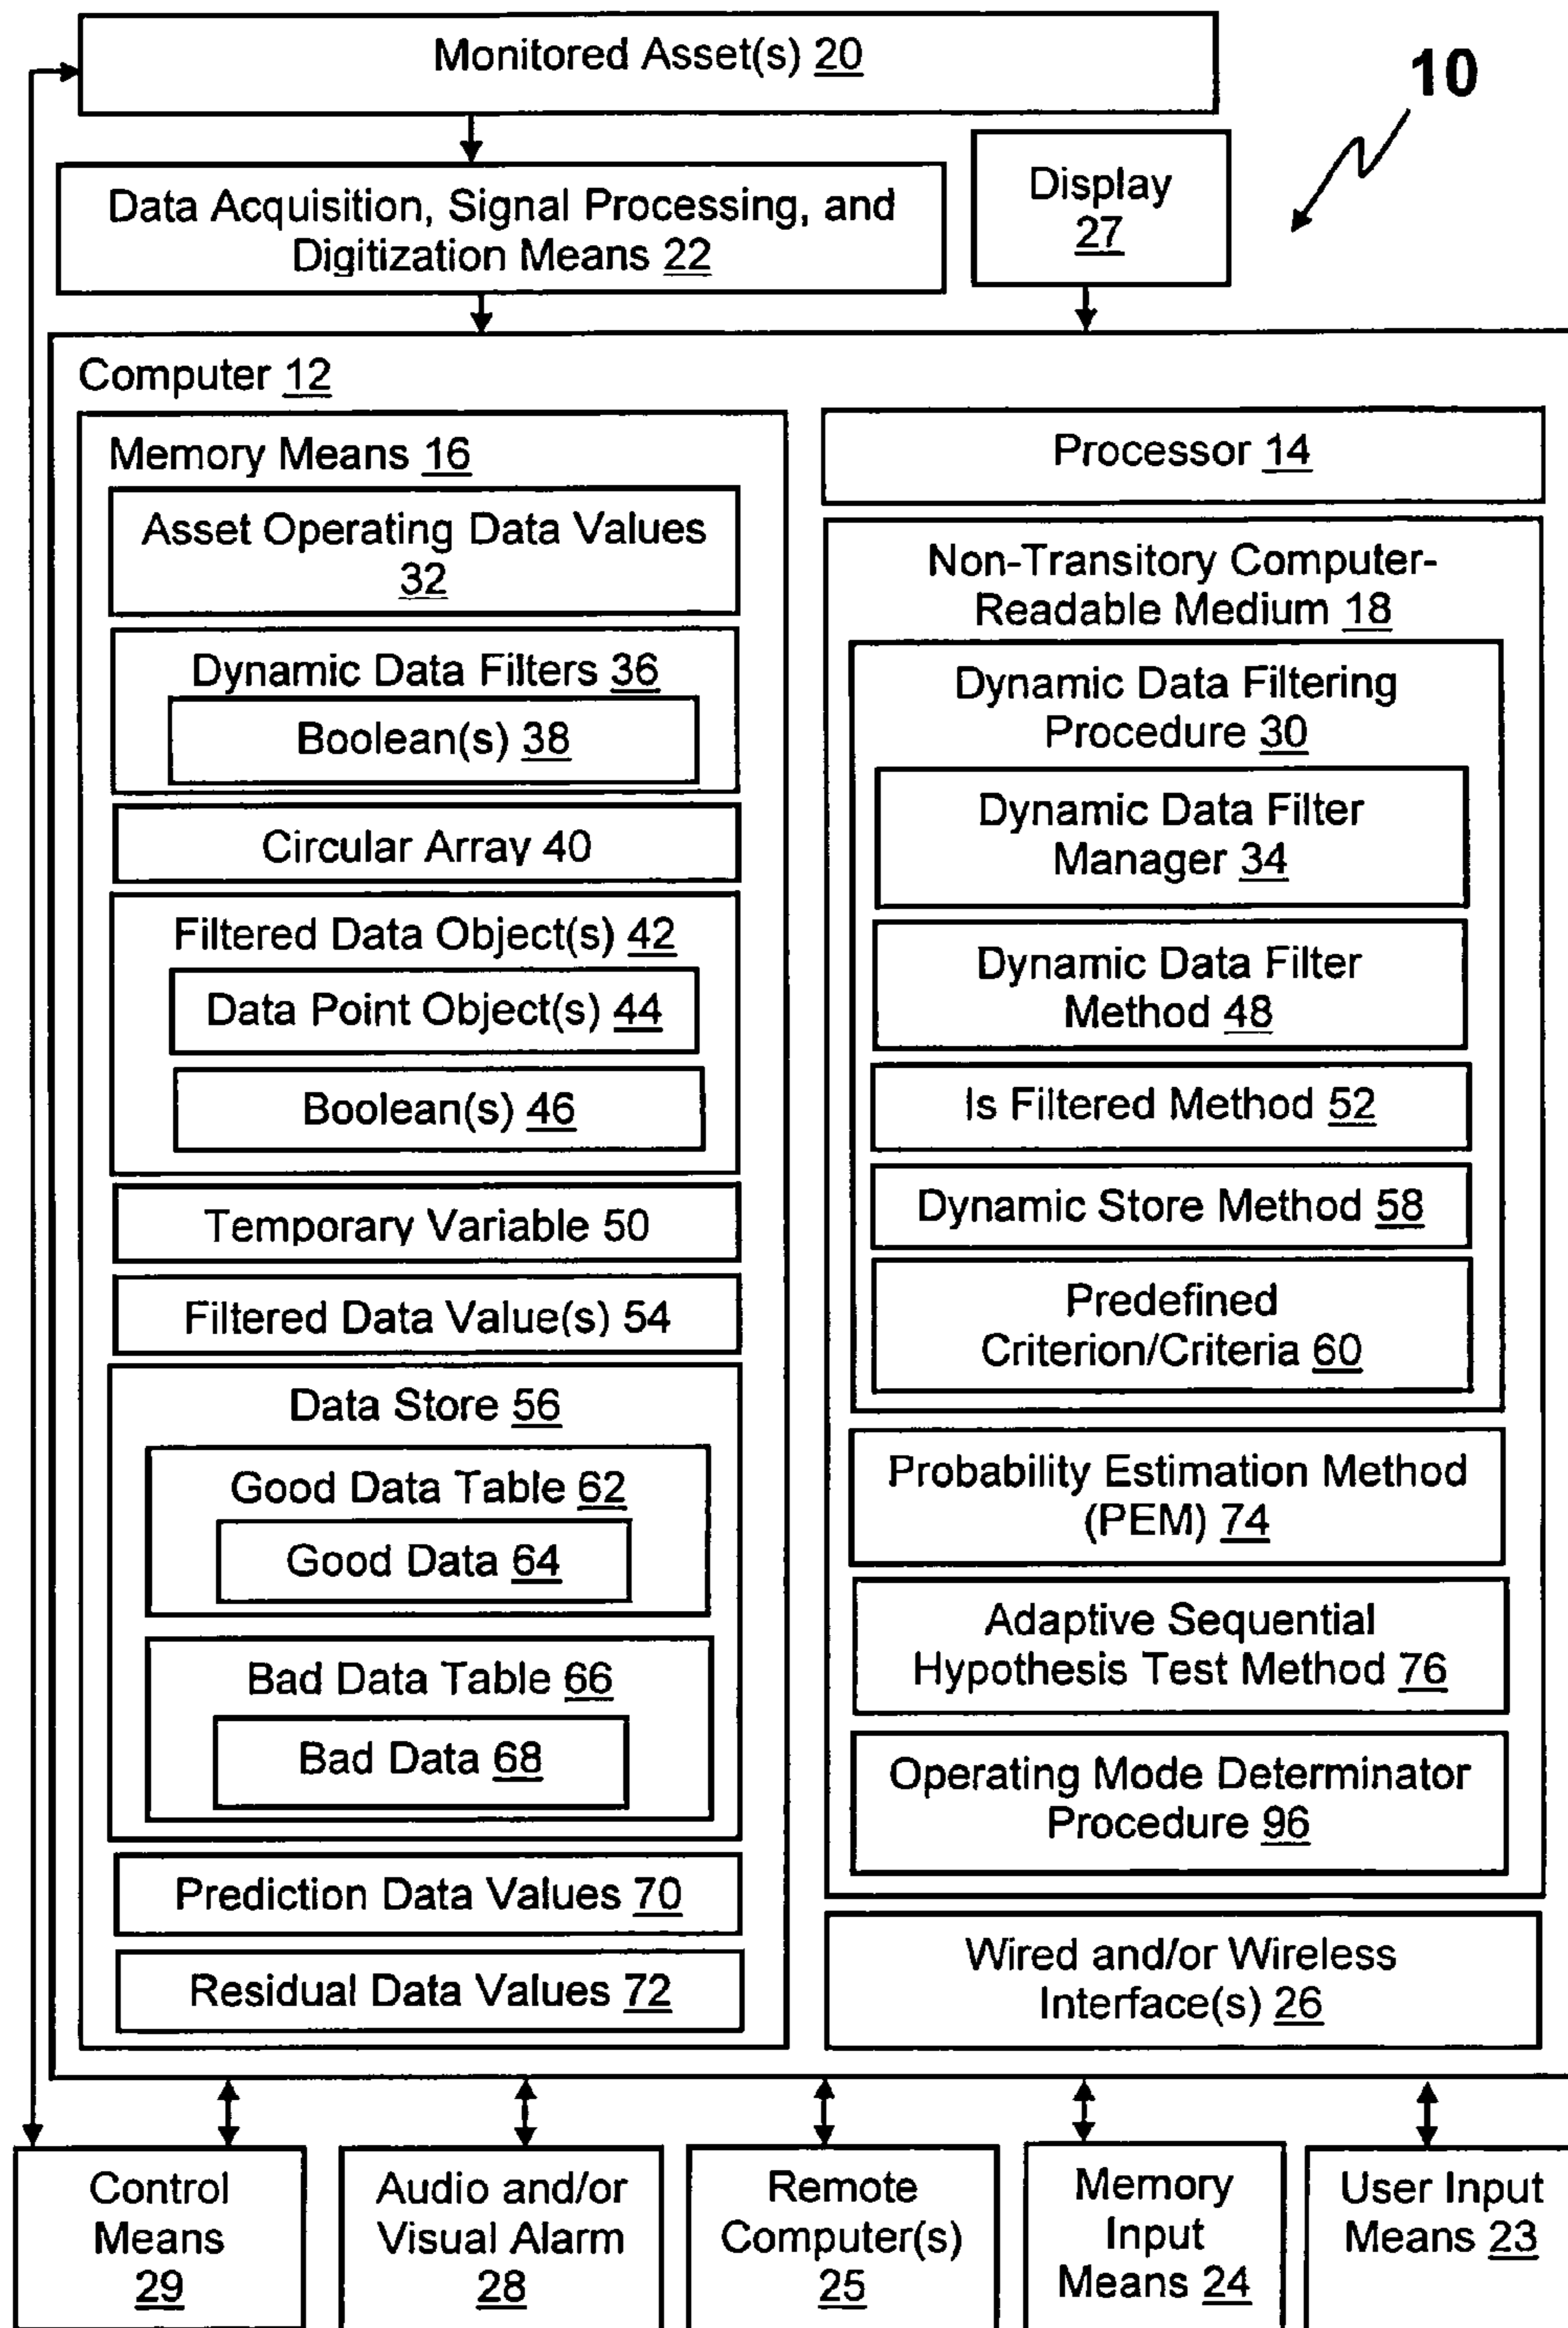 Monitored Asset(s) 20
10
Data Acquisition, Signal Processing, and
Digitization Means 22
Display
27
Computer 12
Memory Means 16
Asset Operating Data Values
32
Dynamic Data Filters 36
Boolean(s) 38
Circular Array 40
Filtered Data Object(s) 42
Data Point Object(s) 44
Boolean(s) 46
Temporary Variable 50
Filtered Data Value(s) 54
Data Store 56
Good Data Table 62
Good Data 64
Bad Data Table 66
Bad Data 68
Prediction Data Values 70
Residual Data Values 72
Processor 14
Non-Transitory Computer-
Readable Medium 18
Dynamic Data Filtering
Procedure 30
Dynamic Data Filter
Manager 34
Dynamic Data Filter
Method 48
Is Filtered Method 52
Dynamic Store Method 58
Predefined
Criterion/Criteria 60
Probability Estimation Method
(PEM) 74
Adaptive Sequential
Hypothesis Test Method 76
Operating Mode Determinator
Procedure 96
Wired and/or Wireless
Interface(s) 26
Control
Means
29
Audio and/or
Visual Alarm
28
Remote
Computer(s)
25
Memory
Input
Means 24
User Input
Means 23